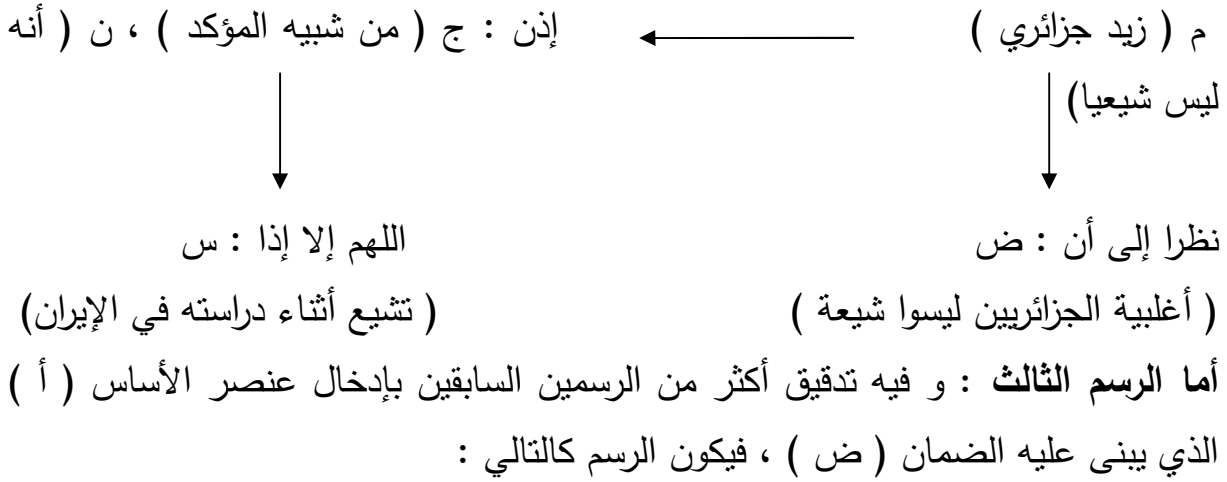 م ( زيد جزائري ) إذن : ج ( من شبيه المؤكد ) ، ن ( أنه
ليس شيعيا)
نظرا إلى أن : ض اللهم إلا إذا : س
( أغلبية الجزائريين ليسوا شيعة ) ( تشيع أثناء دراسته في الإيران)
أما الرسم الثالث : و فيه تدقيق أكثر من الرسمين السابقين بإدخال عنصر الأساس ( أ )
الذي يبنى عليه الضمان ( ض ) ، فيكون الرسم كالتالي :